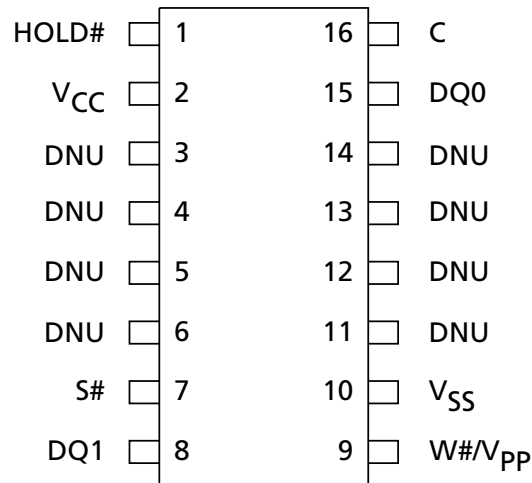 HOLD# 1 16 C
VCC 2 15 DQ0
DNU 3 14 DNU
DNU 4 13 DNU
DNU 5 12 DNU
DNU 6 11 DNU
S# 7 10 VSS
DQ1 8 9 W#/VPP